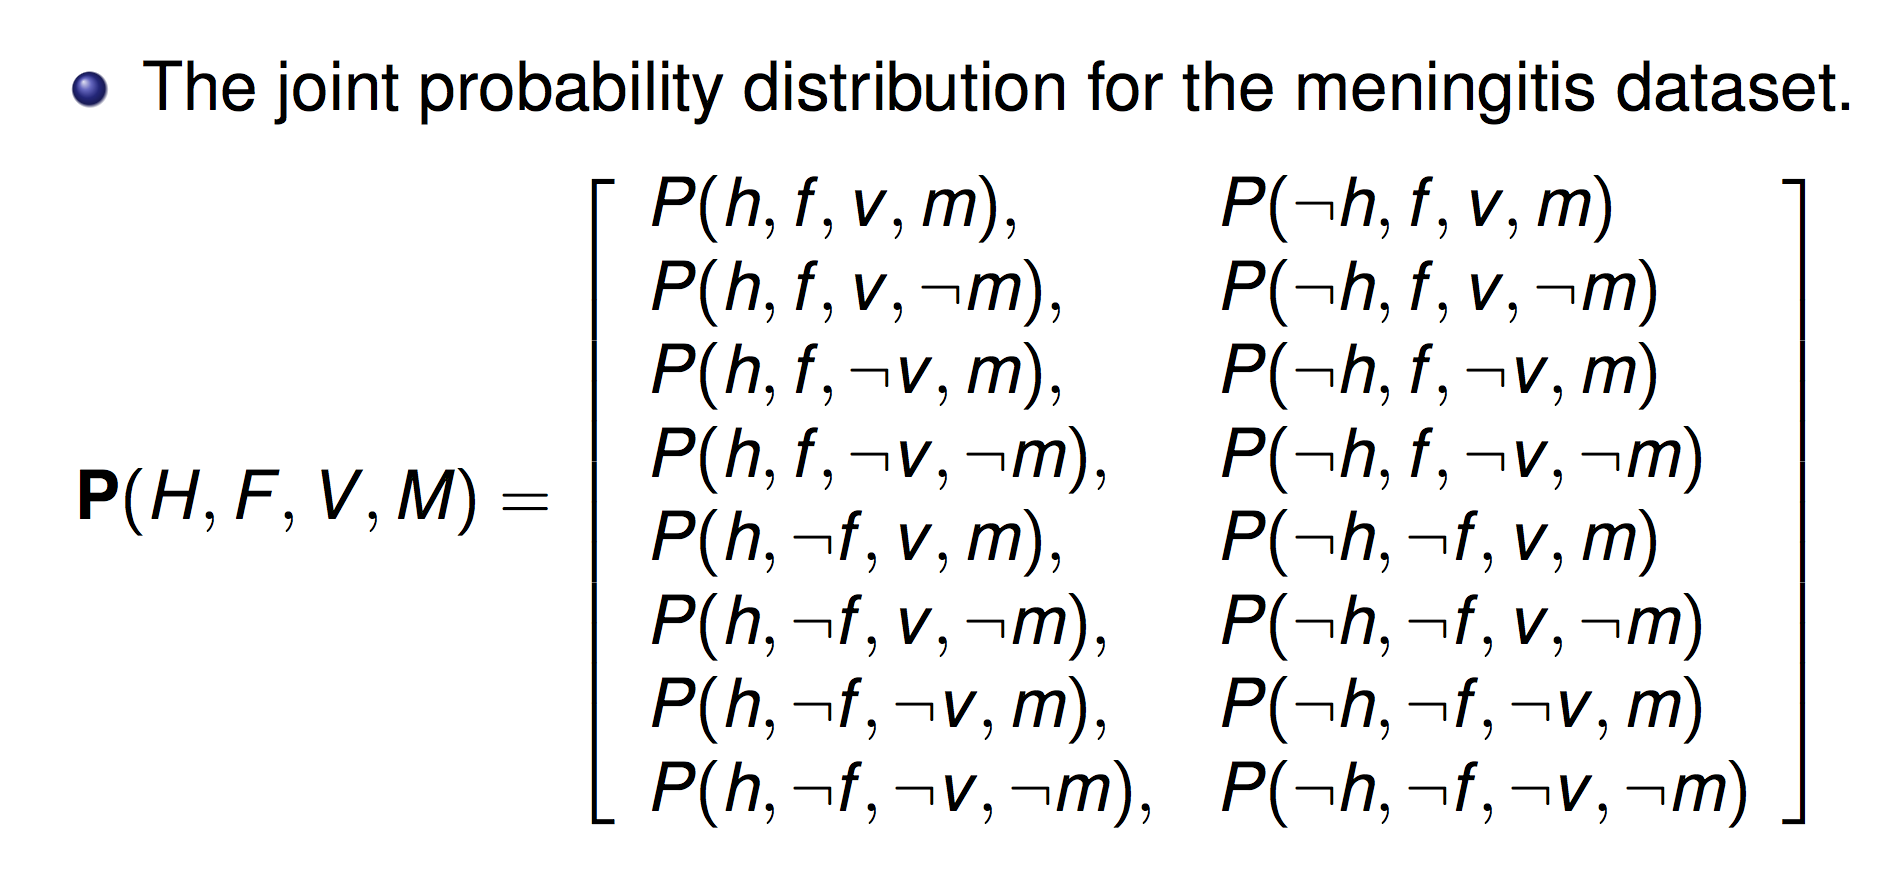 The joint probability distribution for the meningitis dataset.
P(h, f, v, m), P(¬h, f, v, m)
P(h, f, v, ¬m), P(¬h, f, v, ¬m)
P(h, f, ¬v, m), P(¬h, f, ¬v, m)
P(h, f, ¬v, ¬m), P(¬h, f, ¬v, ¬m)
P(H, F, V, M) =
P(h, ¬f, v, m), P(¬h, ¬f, v, m)
P(h, ¬f, v, ¬m), P(¬h, ¬f, v, ¬m)
P(h, ¬f, ¬v, m), P(¬h, ¬f, ¬v, m)
P(h, ¬f, ¬v, ¬m), P(¬h, ¬f, ¬v, ¬m)